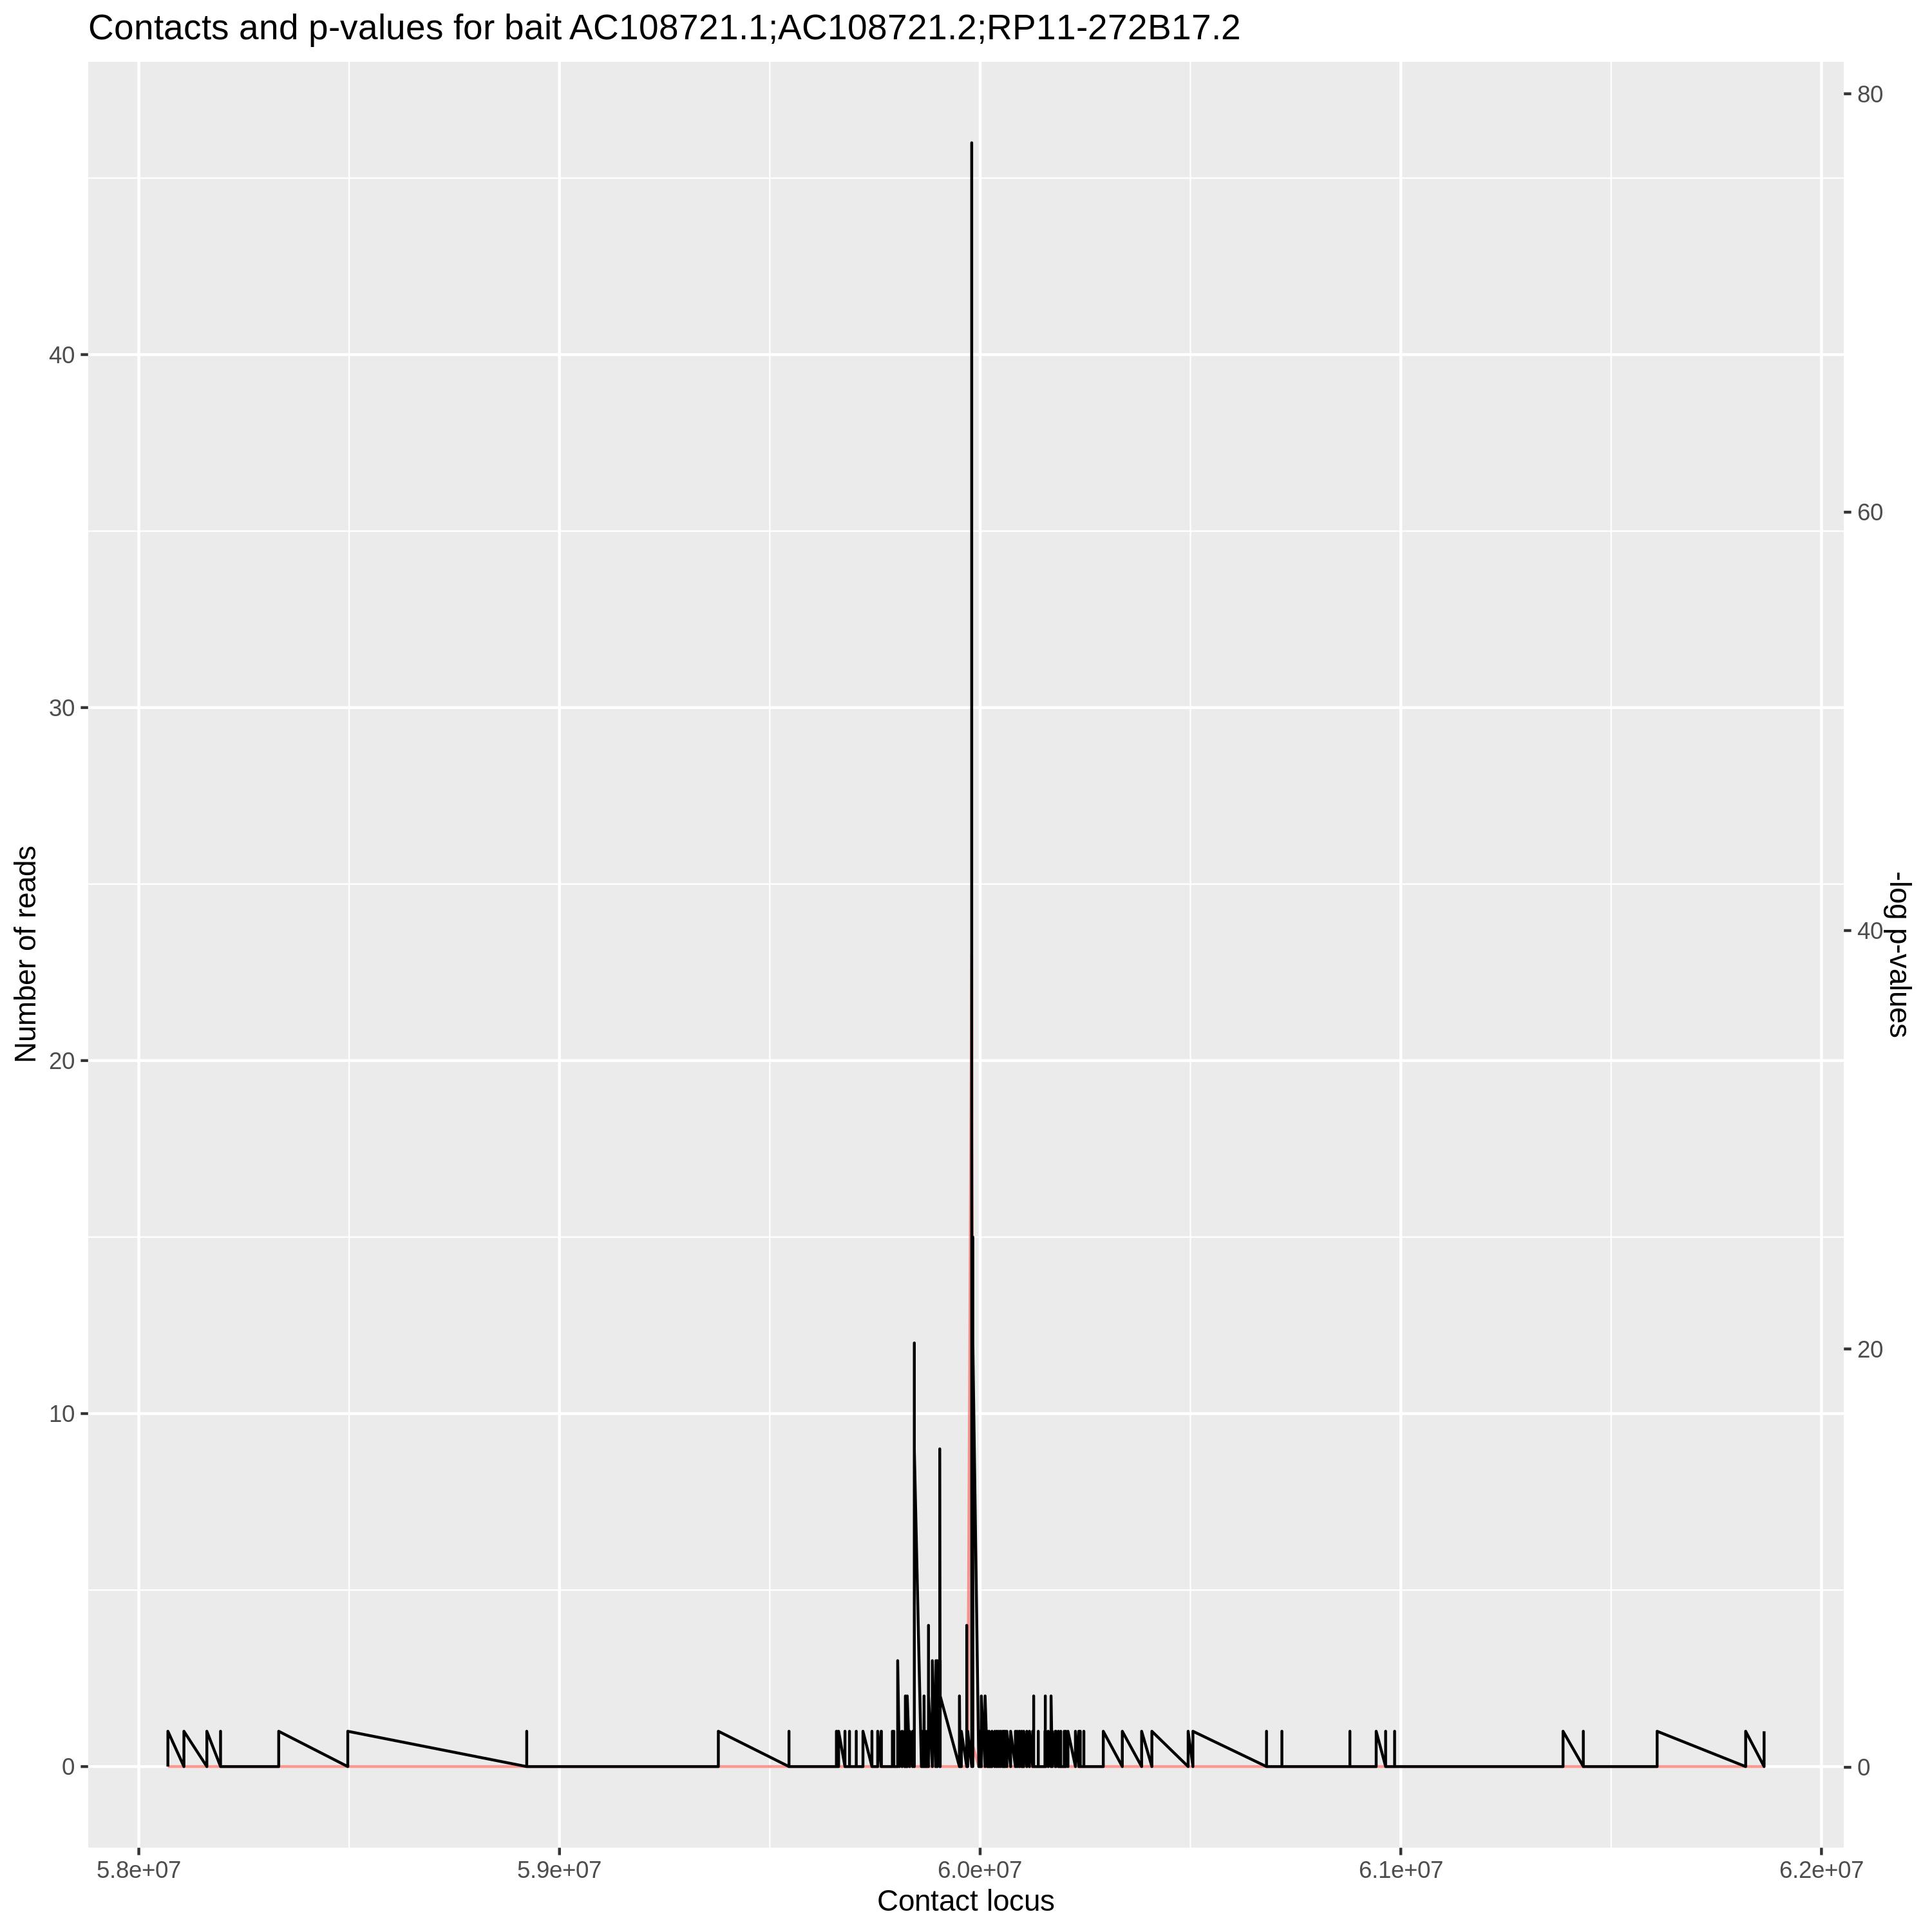 Contacts and p-values for bait AC108721.1;AC108721.2;RP11-272B17.2
80
60
40
20
0
40
30
20
10
0
Number of reads
-log p-values
5.8e+07 5.9e+07 6.0e+07 6.1e+07 6.2e+07
Contact locus